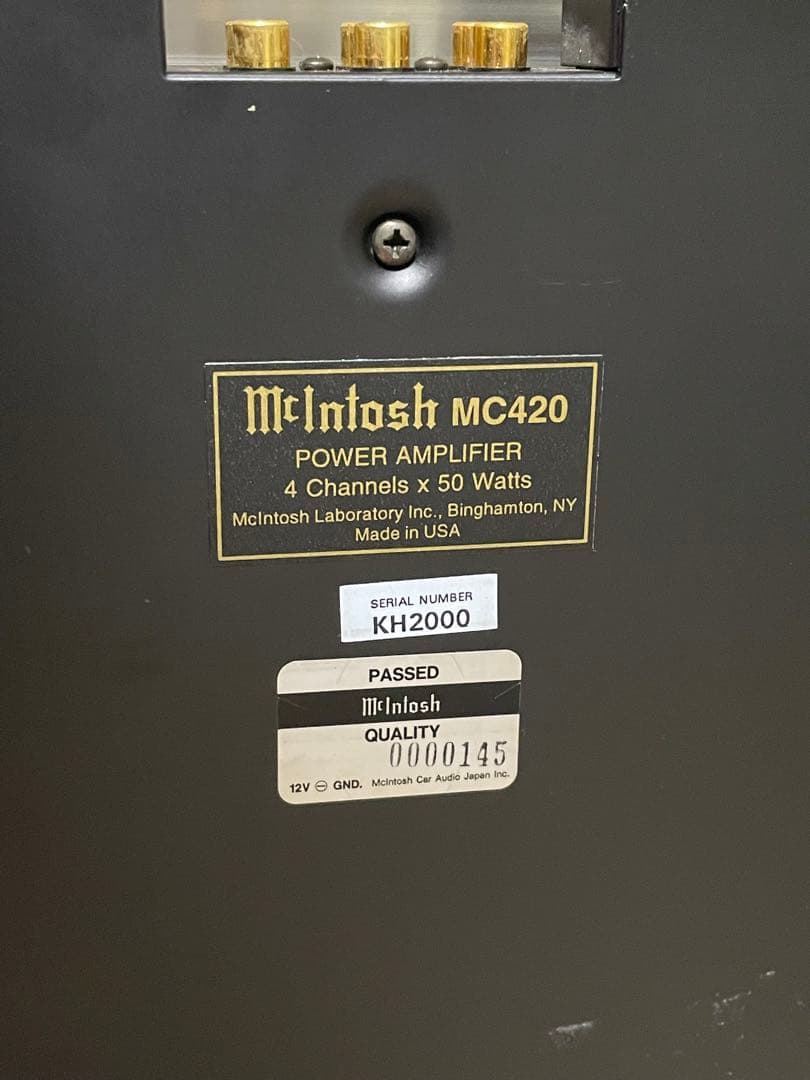 McIntosh MC420
POWER AMPLIFIER
4 Channels x 50 Watts
McIntosh Laboratory Inc., Binghamton, NY
Made in USA
SERIAL NUMBER
KH2000
PASSED
McIntosh
QUALITY
0000145
12V ⊖ GND. McIntosh Car Audio Japan Inc.